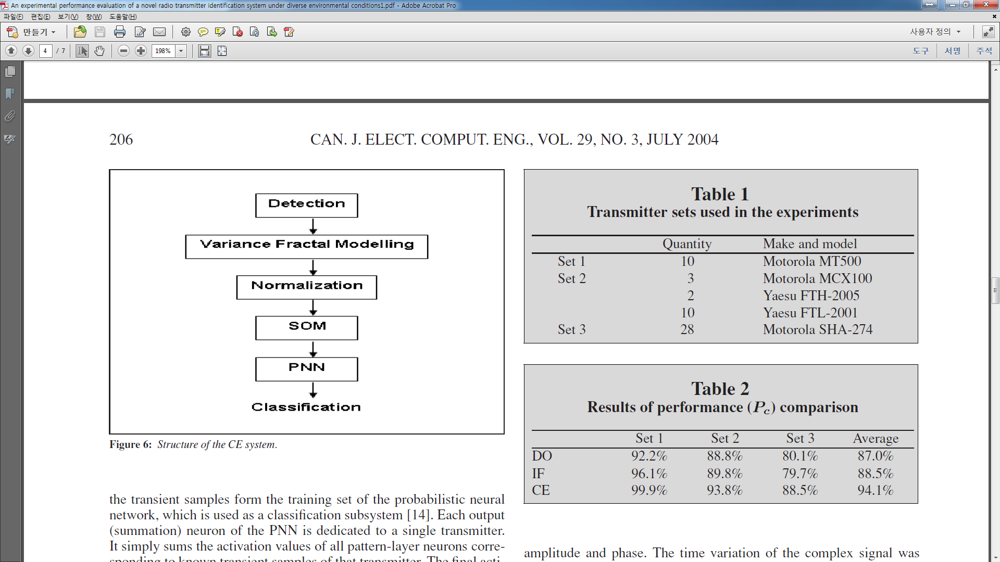 An experimental performance evaluation of a novel radio transmitter identification system under diverse environmental conditions1.pdf - Adobe Acrobat Pro
파일(F) 편집(E) 보기(V) 창(W) 도움말(H)
만들기
사용자 정의
4 / 7
198%
도구 서명 주석
206
CAN. J. ELECT. COMPUT. ENG., VOL. 29, NO. 3, JULY 2004
Detection
Variance Fractal Modelling
Normalization
SOM
PNN
Classification
Figure 6: Structure of the CE system.
the transient samples form the training set of the probabilistic neural
network, which is used as a classification subsystem [14]. Each output
(summation) neuron of the PNN is dedicated to a single transmitter.
It simply sums the activation values of all pattern-layer neurons corre-
sponding to known transient samples of that transmitter. The final acti-
Table 1
Transmitter sets used in the experiments
Quantity Make and model
Set 1 10 Motorola MT500
Set 2 3 Motorola MCX100
2 Yaesu FTH-2005
10 Yaesu FTL-2001
Set 3 28 Motorola SHA-274
Table 2
Results of performance (Pc) comparison
Set 1 Set 2 Set 3 Average
DO 92.2% 88.8% 80.1% 87.0%
IF 96.1% 89.8% 79.7% 88.5%
CE 99.9% 93.8% 88.5% 94.1%
amplitude and phase. The time variation of the complex signal was